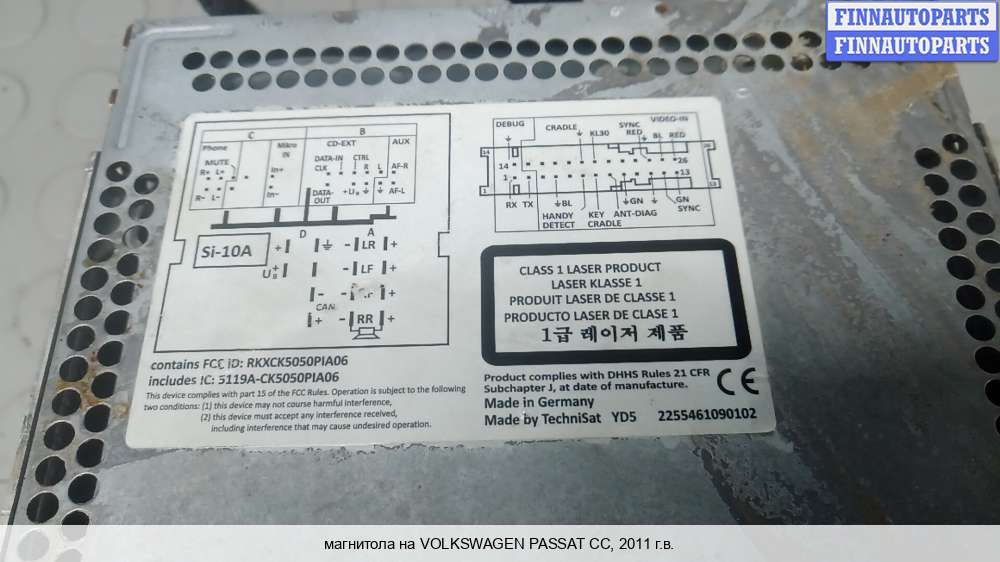 FINNAUTOPARTS
FINNAUTOPARTS
C
B
Phone
Mikro
IN
CD-EXT
AUX
MUTE
R+ L+
In+
DATA-IN CTRL
CLK
R L
AF-R
R- L-
In-
DATA-
OUT
AF-L
D
A
Si-10A
+
- LR +
- LF +
-
+
CAN
+
- RR +
DEBUG
CRADLE
KL30
SYNC
RED
VIDEO-IN
BL RED
14
26
1
13
RX TX
BL
HANDY
DETECT
KEY
CRADLE
ANT-DIAG
GN
GN
SYNC
CLASS 1 LASER PRODUCT
LASER KLASSE 1
PRODUIT LASER DE CLASSE 1
PRODUCTO LASER DE CLASE 1
1급 레이저 제품
contains FCC ID: RKXCK5050PIA06
includes IC: 5119A-CK5050PIA06
This device complies with part 15 of the FCC Rules. Operation is subject to the following
two conditions: (1) this device may not course harmful interference,
(2) this device must accept any interference received,
including interference that may cause undesired operation.
Product complies with DHHS Rules 21 CFR
Subchapter J, at date of manufacture.
CE
Made in Germany
Made by TechniSat YD5 2255461090102
магнитола на VOLKSWAGEN PASSAT CC, 2011 г.в.